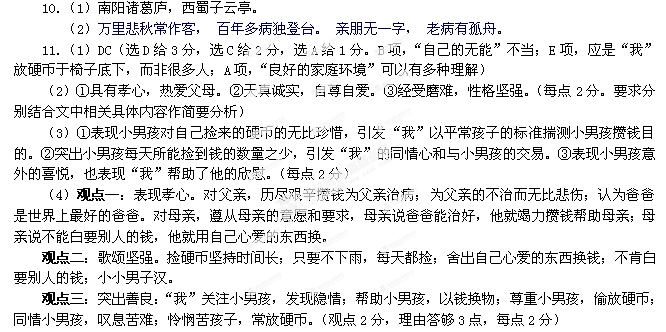 10.（1）南阳诸葛庐，西蜀子云亭。
（2）万里悲秋常作客， 百年多病独登台。 亲朋无一字， 老病有孤舟。
11.（1）DC（选D给3分，选C给2分，选A给1分。B项，“自己的无能”不当；E项，应是“我”
放硬币于椅子底下，而非很多人；A项，“良好的家庭环境”可以有多种理解）
（2）①具有孝心，热爱父母。②天真诚实，自尊自爱。③经受磨难，性格坚强。（每点2分。要求分
别结合文中相关具体内容作简要分析）
（3）①表现小男孩对自己捡来的硬币的无比珍惜，引发“我”以平常孩子的标准揣测小男孩攒钱目
的。②突出小男孩每天所能捡到钱的数量之少，引发“我”的同情心和与小男孩的交易。③表现小男孩意
外的喜悦，也表现“我”帮助了他的欣慰。（每点2分）
（4）观点一：表现孝心。对父亲，历尽艰辛攒钱为父亲治病；为父亲的不治而无比悲伤；认为爸爸
是世界上最好的爸爸。对母亲，遵从母亲的意愿和要求，母亲说爸爸能治好，他就竭力攒钱帮助母亲；母
亲说不能白要别人的钱，他就用自己心爱的东西换。
观点二：歌颂坚强。捡硬币坚持时间长；只要不下雨，每天都捡；舍出自己心爱的东西换钱；不肯白
要别人的钱；小小男子汉。
观点三：突出善良：“我”关注小男孩，发现隐情；帮助小男孩，以钱换物；尊重小男孩，偷放硬币；
同情小男孩，叹息苦难；怜悯苦孩子，常放硬币。（观点2分，理由答够3点，每点2分）